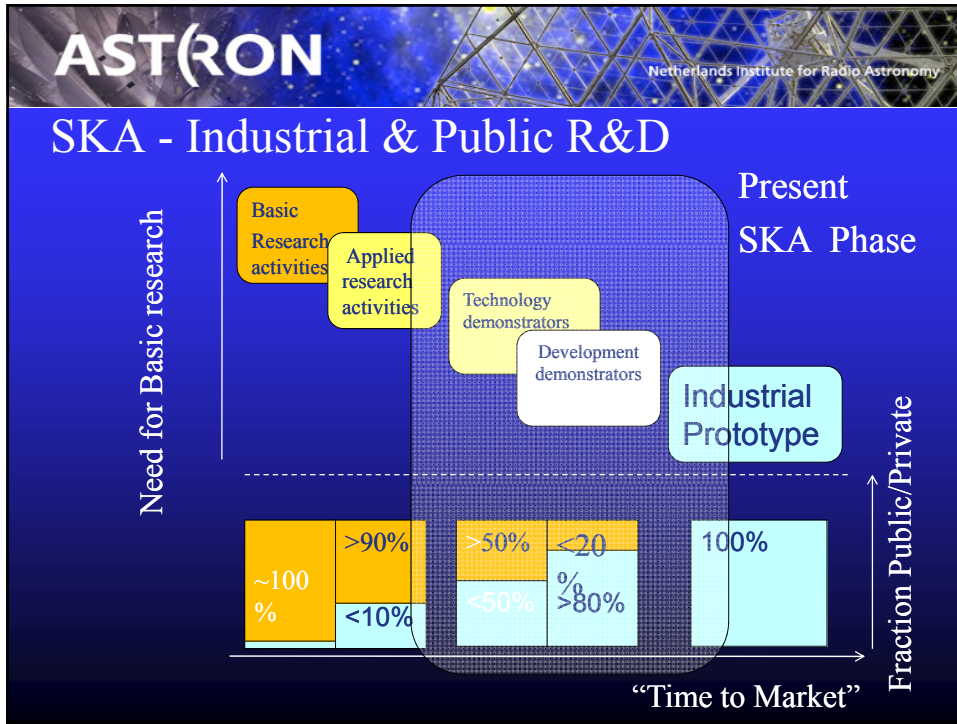 ASTRON
Netherlands Institute for Radio Astronomy
SKA - Industrial & Public R&D
Present
SKA Phase
Need for Basic research
Basic
Research
activities
Applied
research
activities
Technology
demonstrators
Development
demonstrators
Industrial
Prototype
Fraction Public/Private
~100
%
>90%
<10%
>50%
<50%
<20
%
>80%
100%
“Time to Market”